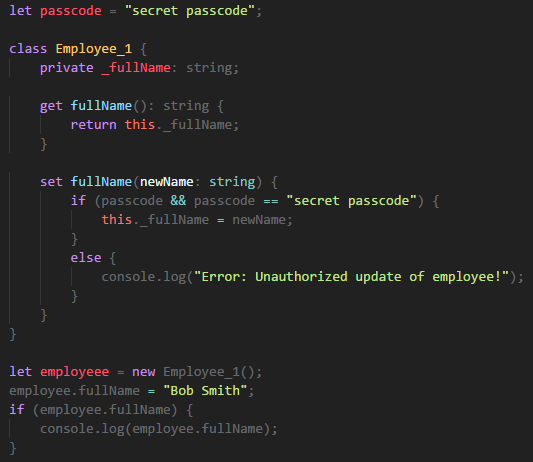 let passcode = "secret passcode";
class Employee_1 {
private _fullName: string;
get fullName(): string {
return this._fullName;
}
set fullName(newName: string) {
if (passcode && passcode == "secret passcode") {
this._fullName = newName;
}
else {
console.log("Error: Unauthorized update of employee!");
}
}
}
let employeee = new Employee_1();
employee.fullName = "Bob Smith";
if (employee.fullName) {
console.log(employee.fullName);
}